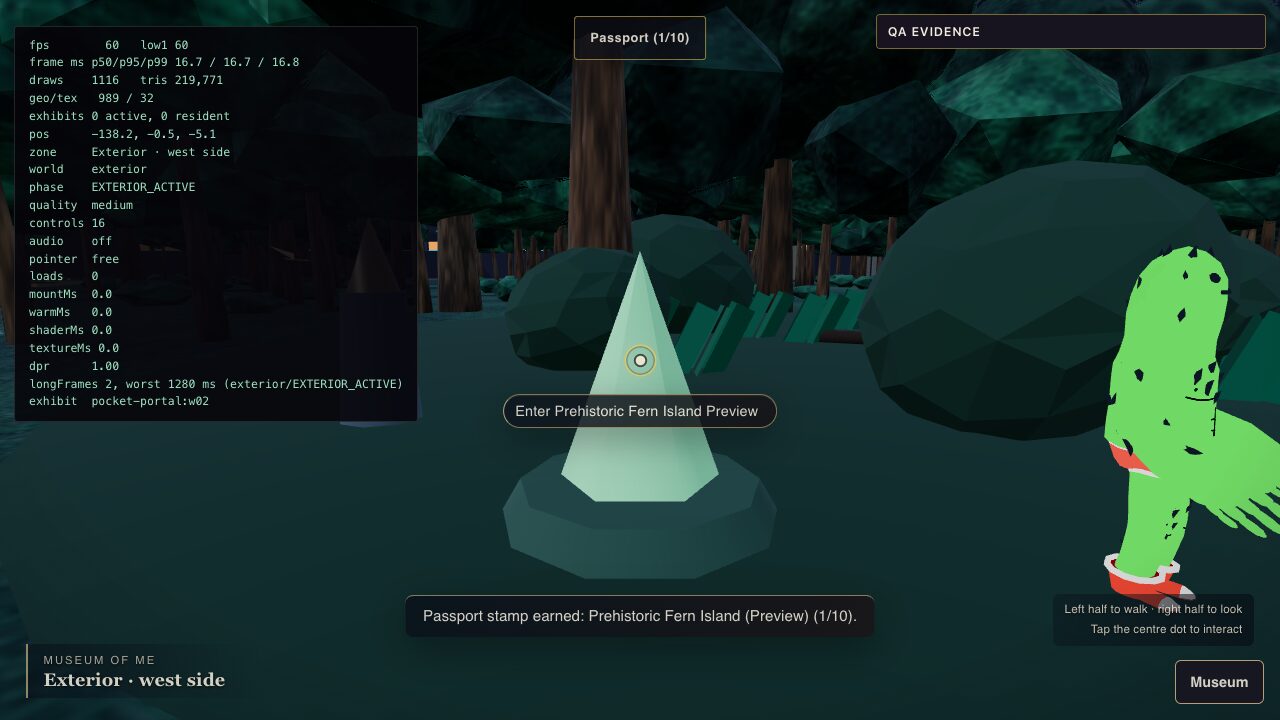 fps 60 low1 60
frame ms p50/p95/p99 16.7 / 16.7 / 16.8
draws 1116 tris 219,771
geo/tex 989 / 32
exhibits 0 active, 0 resident
pos −138.2, −0.5, −5.1
zone Exterior · west side
world exterior
phase EXTERIOR_ACTIVE
quality medium
controls 16
audio off
pointer free
loads 0
mountMs 0.0
warmMs 0.0
shaderMs 0.0
textureMs 0.0
dpr 1.00
longFrames 2, worst 1280 ms (exterior/EXTERIOR_ACTIVE)
exhibit pocket-portal:w02
Passport (1/10)
QA EVIDENCE
Enter Prehistoric Fern Island Preview
Passport stamp earned: Prehistoric Fern Island (Preview) (1/10).
Left half to walk · right half to look
Tap the centre dot to interact
MUSEUM OF ME
Exterior · west side
Museum